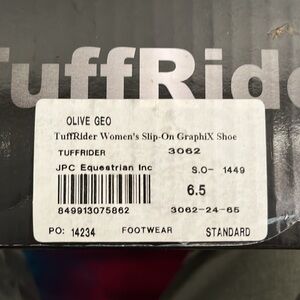 TuffRide
OLIVE GEO
TuffRider Women's Slip-On GraphiX Shoe
TUFFRIDER 3062
JPC Equestrian Inc S.O- 1449
6.5
849913075862 3062-24-65
PO: 14234 FOOTWEAR STANDARD